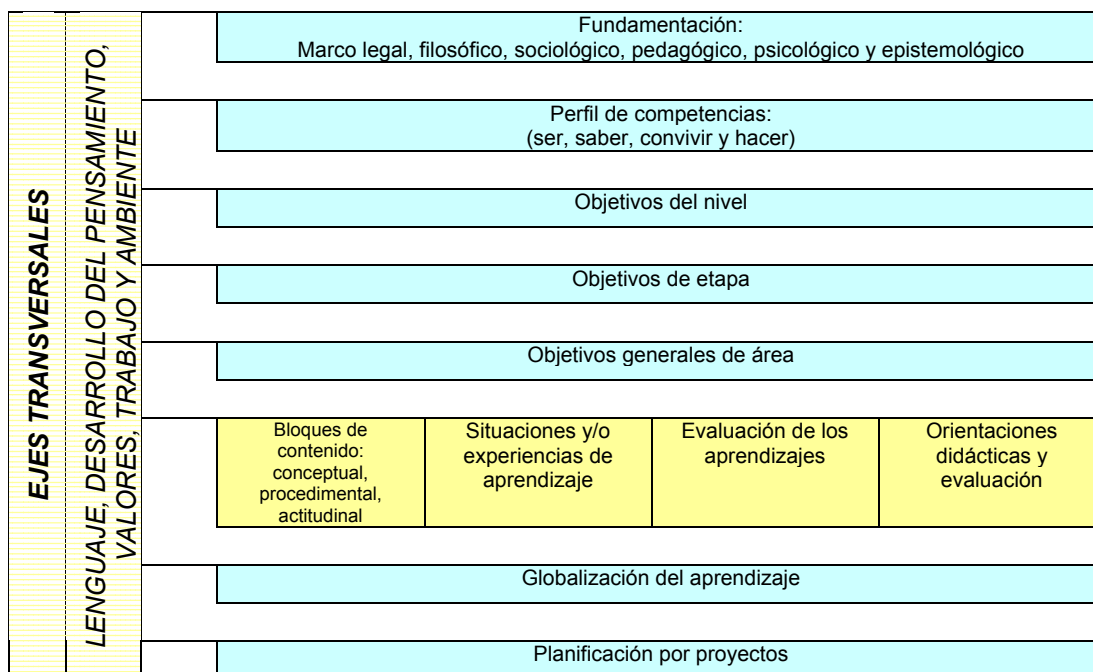 EJES TRANSVERSALES
LENGUAJE, DESARROLLO DEL PENSAMIENTO,
VALORES, TRABAJO Y AMBIENTE
Fundamentación:
Marco legal, filosófico, sociológico, pedagógico, psicológico y epistemológico
Perfil de competencias:
(ser, saber, convivir y hacer)
Objetivos del nivel
Objetivos de etapa
Objetivos generales de área
Bloques de
contenido:
conceptual,
procedimental,
actitudinal
Situaciones y/o
experiencias de
aprendizaje
Evaluación de los
aprendizajes
Orientaciones
didácticas y
evaluación
Globalización del aprendizaje
Planificación por proyectos